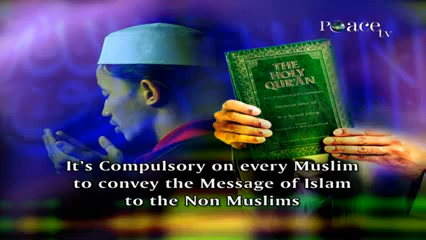 Peace tv
THE
HOLY
QUR'AN
It's Compulsory on every Muslim
to convey the Message of Islam
to the Non Muslims